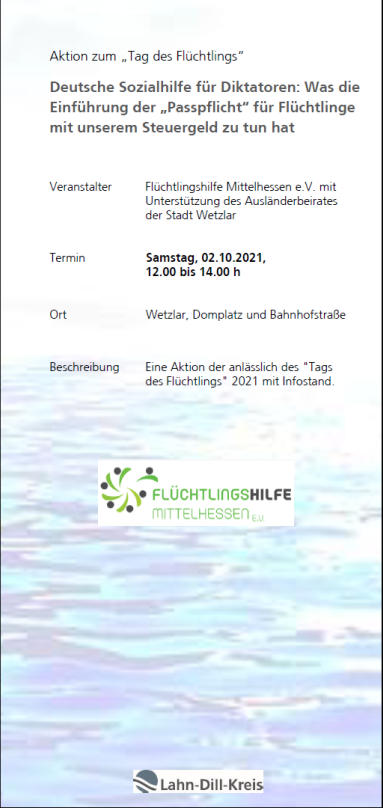 Aktion zum „Tag des Flüchtlings“
Deutsche Sozialhilfe für Diktatoren: Was die
Einführung der „Passpflicht“ für Flüchtlinge
mit unserem Steuergeld zu tun hat
Veranstalter Flüchtlingshilfe Mittelhessen e.V. mit
Unterstützung des Ausländerbeirates
der Stadt Wetzlar
Termin Samstag, 02.10.2021,
12.00 bis 14.00 h
Ort Wetzlar, Domplatz und Bahnhofstraße
Beschreibung Eine Aktion der anlässlich des "Tags
des Flüchtlings" 2021 mit Infostand.
FLÜCHTLINGSHILFE
MITTELHESSEN e.V.
Lahn-Dill-Kreis